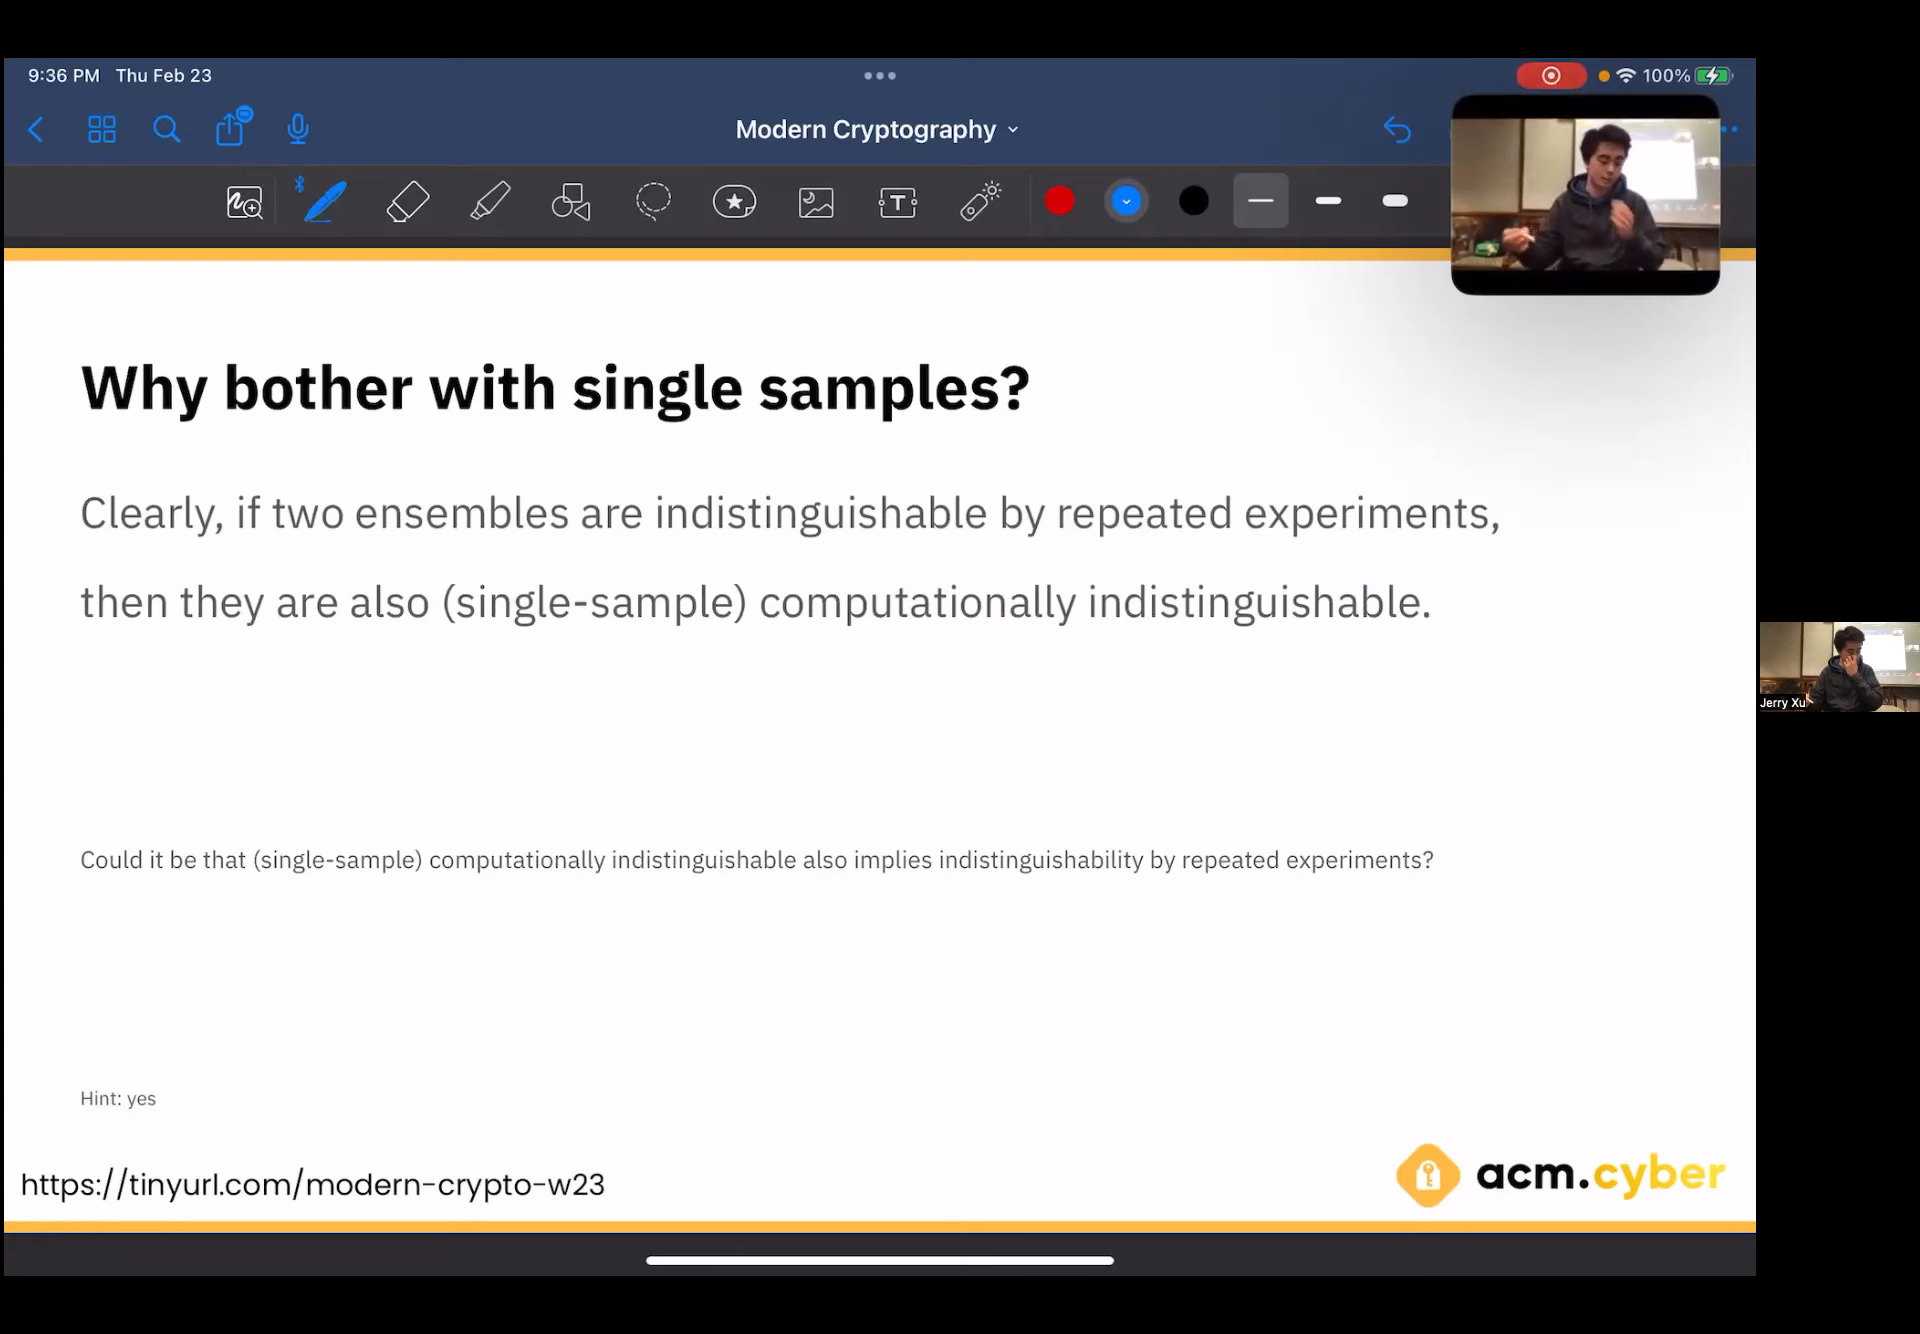 9:36 PM Thu Feb 23
100%
Modern Cryptography
T
Why bother with single samples?
Clearly, if two ensembles are indistinguishable by repeated experiments,
then they are also (single-sample) computationally indistinguishable.
Jerry Xu
Could it be that (single-sample) computationally indistinguishable also implies indistinguishability by repeated experiments?
Hint: yes
https://tinyurl.com/modern-crypto-w23
acm.cyber